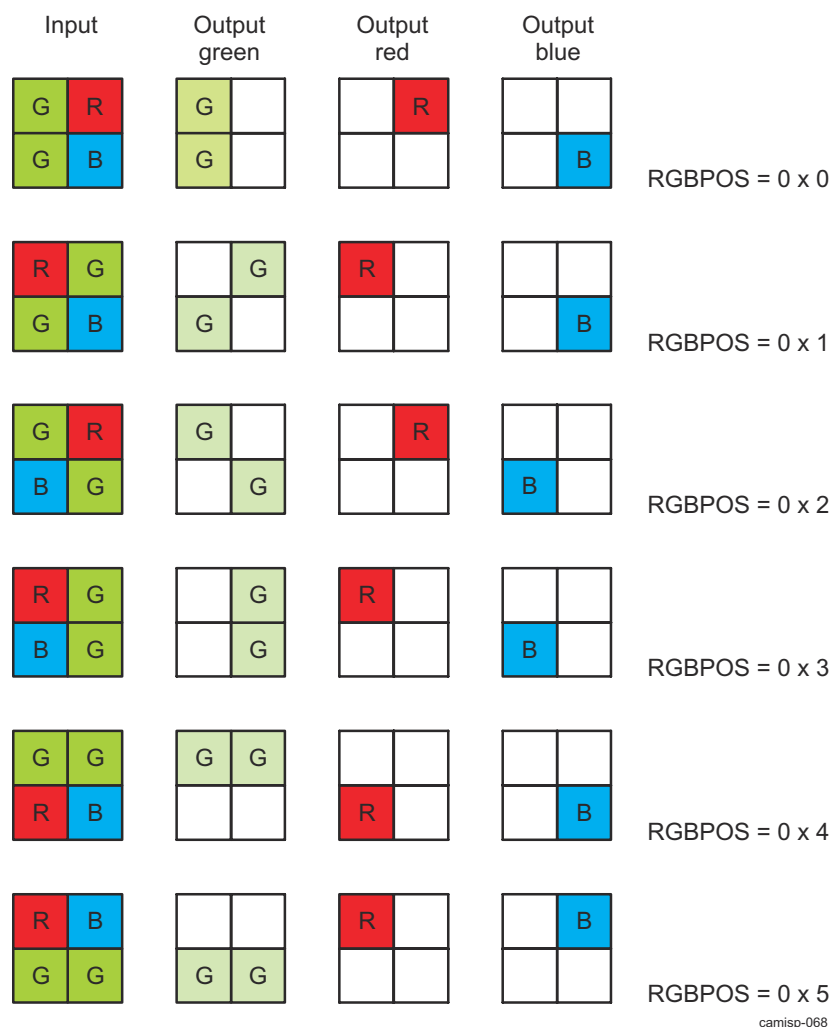 Input Output green Output red Output blue
G R G R B
G B G
RGBPOS = 0 x 0
R G G R
G B G B
RGBPOS = 0 x 1
G R G R
B G G B
RGBPOS = 0 x 2
R G G R
B G G B
RGBPOS = 0 x 3
G G G G
R B R B
RGBPOS = 0 x 4
R B R B
G G G G
RGBPOS = 0 x 5
camisp-068